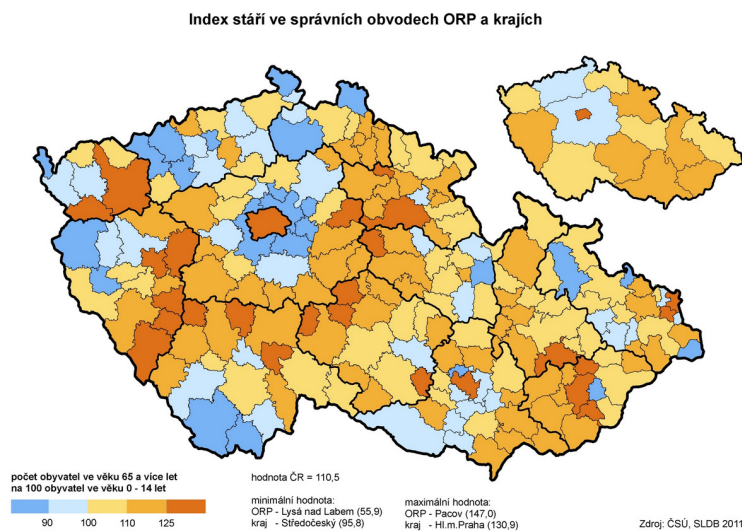 Index stáří ve správních obvodech ORP a krajích
počet obyvatel ve věku 65 a více let
na 100 obyvatel ve věku 0 - 14 let
90 100 110 125
hodnota ČR = 110,5
minimální hodnota:
ORP - Lysá nad Labem (55,9)
kraj - Středočeský (95,8)
maximální hodnota:
ORP - Pacov (147,0)
kraj - Hl.m.Praha (130,9)
Zdroj: ČSÚ, SLDB 2011